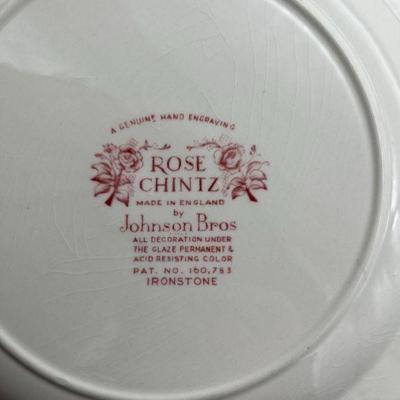 A GENUINE HAND ENGRAVING
ROSE
CHINTZ
MADE IN ENGLAND
by
Johnson Bros
ALL DECORATION UNDER
THE GLAZE PERMANENT &
ACID RESISTING COLOR
PAT. NO. 160,783
IRONSTONE